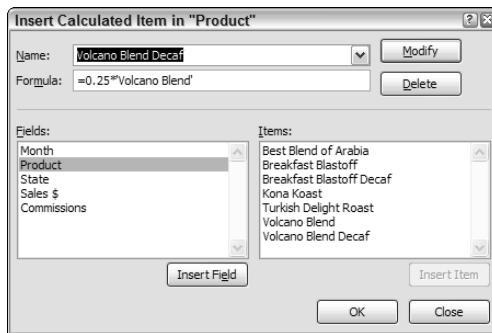 Insert Calculated Item in "Product"
Name: Volcano Blend Decaf Modify
Formula: =0.25*'Volcano Blend' Delete
Fields: Items:
Month Best Blend of Arabia
Product Breakfast Blastoff
State Breakfast Blastoff Decaf
Sales $ Kona Koast
Commissions Turkish Delight Roast
Volcano Blend
Volcano Blend Decaf
Insert Field Insert Item
OK Close